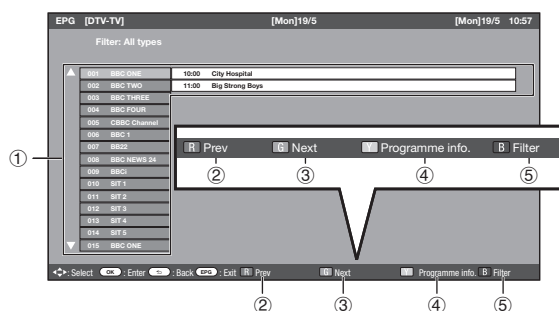 EPG [DTV-TV] [Mon]19/5 [Mon]19/5 10:57
Filter: All types
001 BBC ONE 10:00 City Hospital
002 BBC TWO 11:00 Big Strong Boys
003 BBC THREE
004 BBC FOUR
005 CBBC Channel
006 BBC 1
007 BB22
008 BBC NEWS 24
009 BBCi
010 SIT 1
011 SIT 2
012 SIT 3
013 SIT 4
014 SIT 5
015 BBC ONE
①
R Prev G Next Y Programme info. B Filter
② ③ ④ ⑤
: Select OK : Enter : Back EPG : Exit R Prev G Next Y Programme info. B Filter
② ③ ④ ⑤